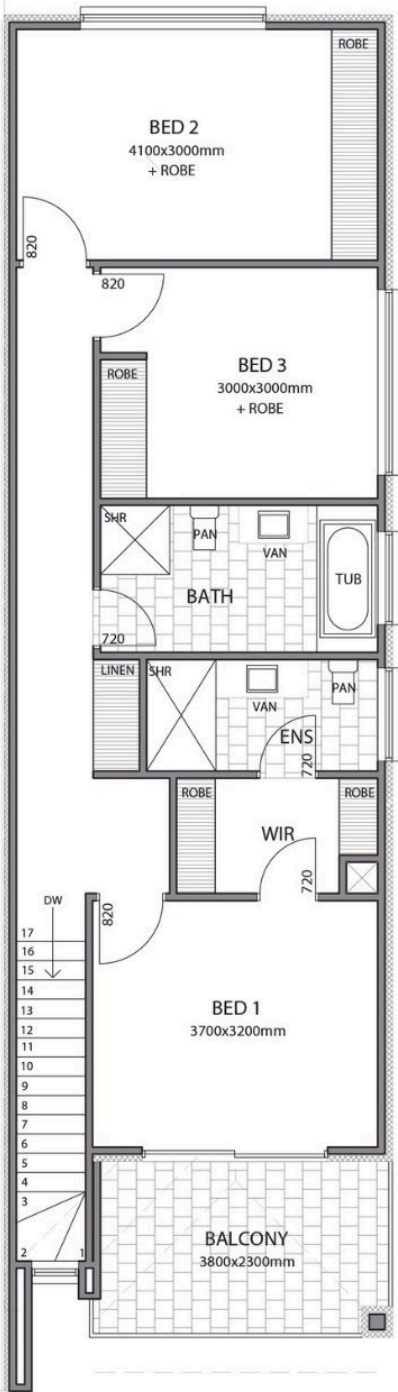 ROBE
BED 2
4100x3000mm
+ ROBE
820
820
BED 3
3000x3000mm
+ ROBE
ROBE
SHR
PAN
VAN
TUB
BATH
720
LINEN
SHR
VAN
PAN
ENS
720
ROBE
ROBE
WIR
720
DW
820
17
16
15
14
13
12
11
10
9
8
7
6
5
4
3
2
1
BED 1
3700x3200mm
BALCONY
3800x2300mm